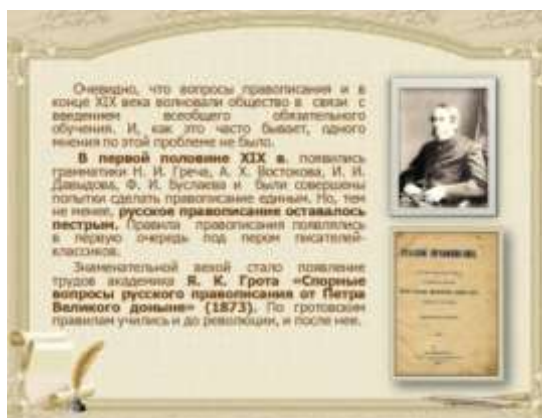 Очевидно, что вопросы правописания и в
конце XIX века волновали общество в связи с
введением всеобщего обязательного
обучения. И, как это часто бывает, одного
мнения по этой проблеме не было.
В первой половине XIX в. появились
грамматики Н. И. Греча, А. Х. Востокова, И. И.
Давыдова, Ф. И. Буслаева и были совершены
попытки сделать правописание единым. Но, тем
не менее, русское правописание оставалось
пестрым. Правила правописания появлялись
в первую очередь под пером писателей-
классиков.
Знаменательной вехой стало появление
трудов академика Я. К. Грота «Спорные
вопросы русского правописания от Петра
Великого доныне» (1873). По гротовским
правилам учились и до революции, и после нее.